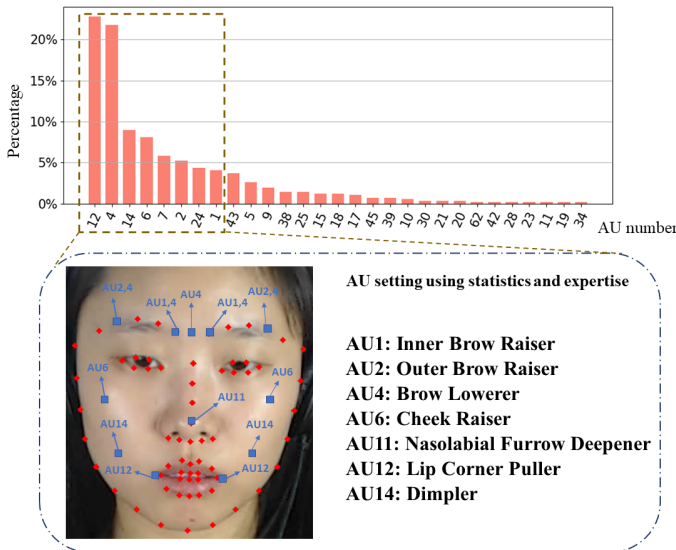 20%
15%
10%
5%
0%
Percentage
12 4 14 6 7 2 24 1 43 5 9 38 25 15 18 17 45 39 10 30 21 20 62 42 28 23 11 19 34
AU number
AU setting using statistics and expertise
AU2,4 AU1,4 AU4 AU1,4 AU2,4
AU6 AU6
AU11
AU14 AU14
AU12 AU12
AU1: Inner Brow Raiser
AU2: Outer Brow Raiser
AU4: Brow Lowerer
AU6: Cheek Raiser
AU11: Nasolabial Furrow Deepener
AU12: Lip Corner Puller
AU14: Dimpler